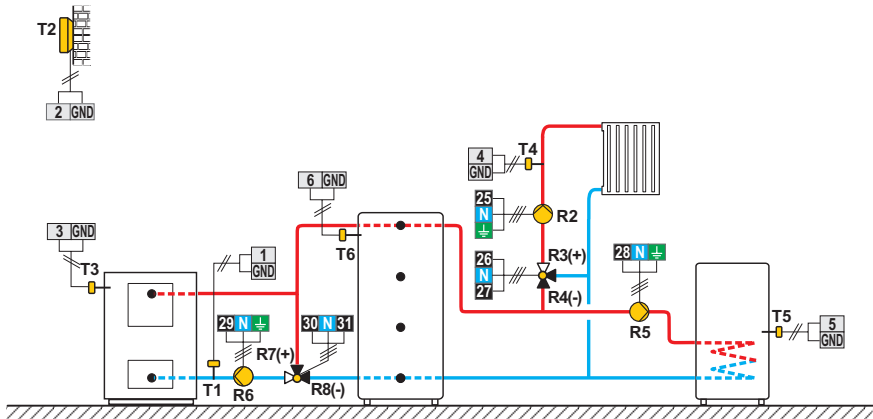 T2
2 GND
4
GND
T4
6 GND
25
N
R2
3 GND
1
GND
T6
T3
26
N
27
R3(+)
R4(-)
28 N
29 N
30 N 31
R5
T5
5
GND
R7(+)
T1
R6
R8(-)